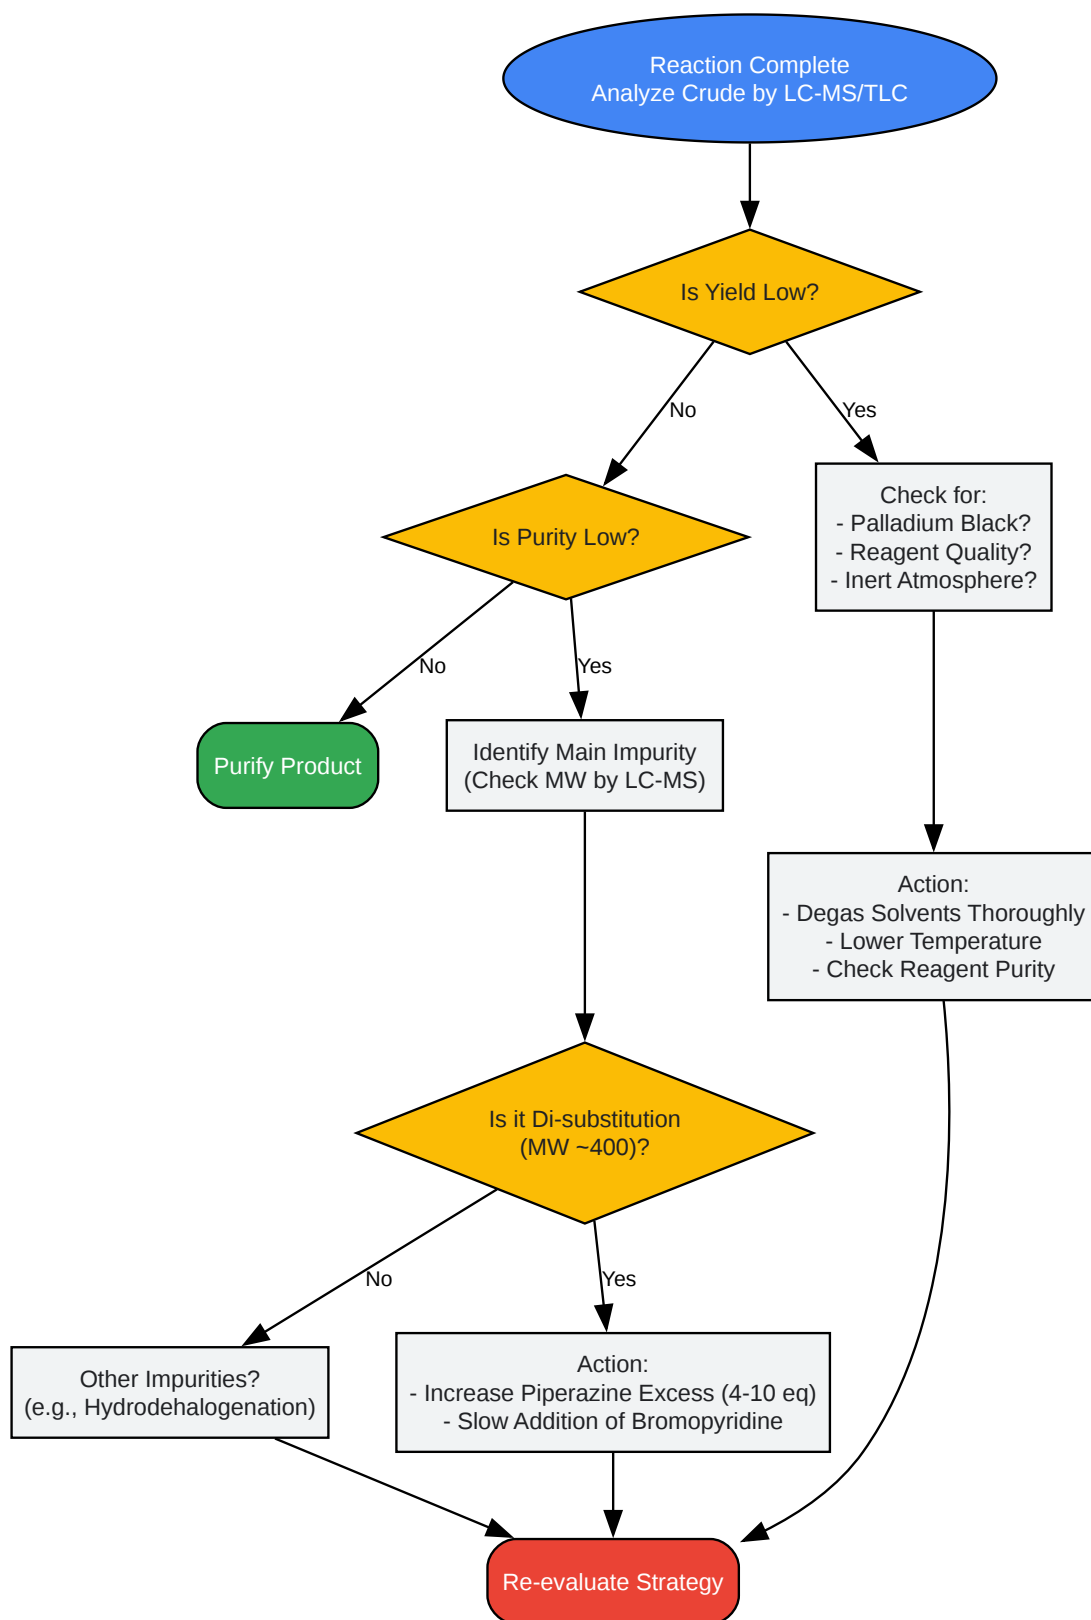 Reaction Complete
Analyze Crude by LC-MS/TLC
Is Yield Low?
No
Yes
Check for:
- Palladium Black?
- Reagent Quality?
- Inert Atmosphere?
Is Purity Low?
No
Yes
Purify Product
Identify Main Impurity
(Check MW by LC-MS)
Action:
- Degas Solvents Thoroughly
- Lower Temperature
- Check Reagent Purity
Is it Di-substitution
(MW ~400)?
No
Yes
Other Impurities?
(e.g., Hydrodehalogenation)
Action:
- Increase Piperazine Excess (4-10 eq)
- Slow Addition of Bromopyridine
Re-evaluate Strategy